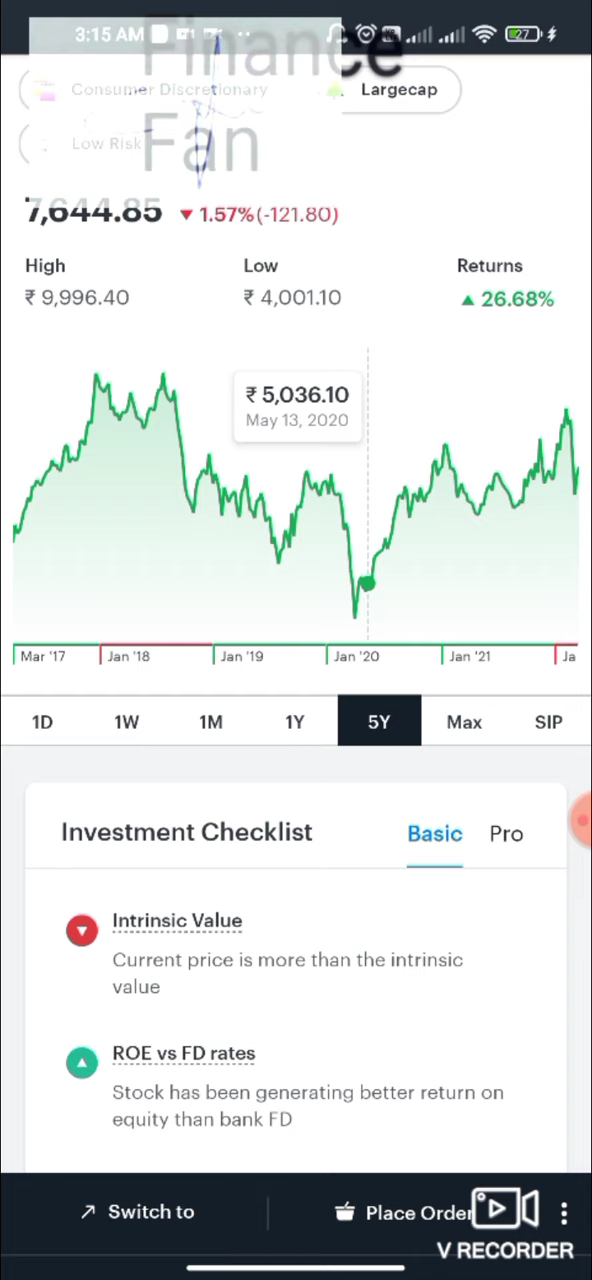 3:15 AM
27
Finance
Fan
Consumer Discretionary
Largecap
Low Risk
7,644.85 ▼ 1.57%(-121.80)
High Low Returns
₹ 9,996.40 ₹ 4,001.10 ▲ 26.68%
₹ 5,036.10
May 13, 2020
Mar '17 Jan '18 Jan '19 Jan '20 Jan '21 Ja
1D 1W 1M 1Y 5Y Max SIP
Investment Checklist Basic Pro
Intrinsic Value
Current price is more than the intrinsic
value
ROE vs FD rates
Stock has been generating better return on
equity than bank FD
Switch to Place Order
V RECORDER